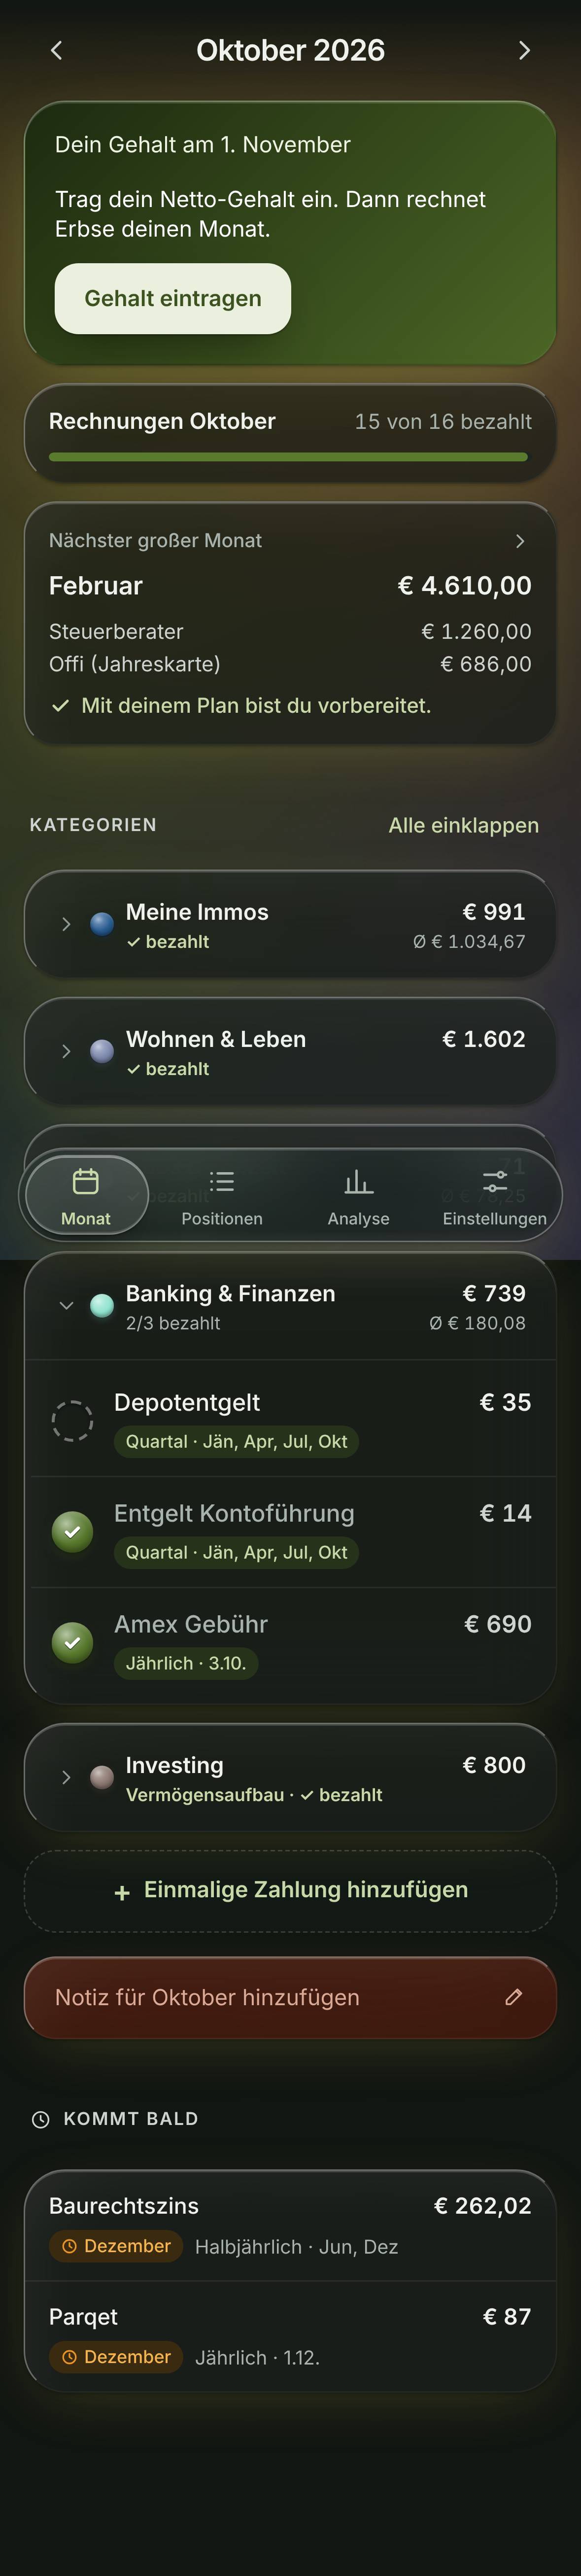 Oktober 2026
Dein Gehalt am 1. November
Trag dein Netto-Gehalt ein. Dann rechnet
Erbse deinen Monat.
Gehalt eintragen
Rechnungen Oktober 15 von 16 bezahlt
Nächster großer Monat
Februar € 4.610,00
Steuerberater € 1.260,00
Offi (Jahreskarte) € 686,00
Mit deinem Plan bist du vorbereitet.
KATEGORIEN Alle einklappen
Meine Immos € 991
bezahlt Ø € 1.034,67
Wohnen & Leben € 1.602
bezahlt
bezahlt
Monat Positionen Analyse Einstellungen
Banking & Finanzen € 739
2/3 bezahlt Ø € 180,08
Depotentgelt € 35
Quartal · Jän, Apr, Jul, Okt
Entgelt Kontoführung € 14
Quartal · Jän, Apr, Jul, Okt
Amex Gebühr € 690
Jährlich · 3.10.
Investing € 800
Vermögensaufbau · ✓ bezahlt
+ Einmalige Zahlung hinzufügen
Notiz für Oktober hinzufügen
KOMMT BALD
Baurechtszins € 262,02
Dezember Halbjährlich · Jun, Dez
Parqet € 87
Dezember Jährlich · 1.12.